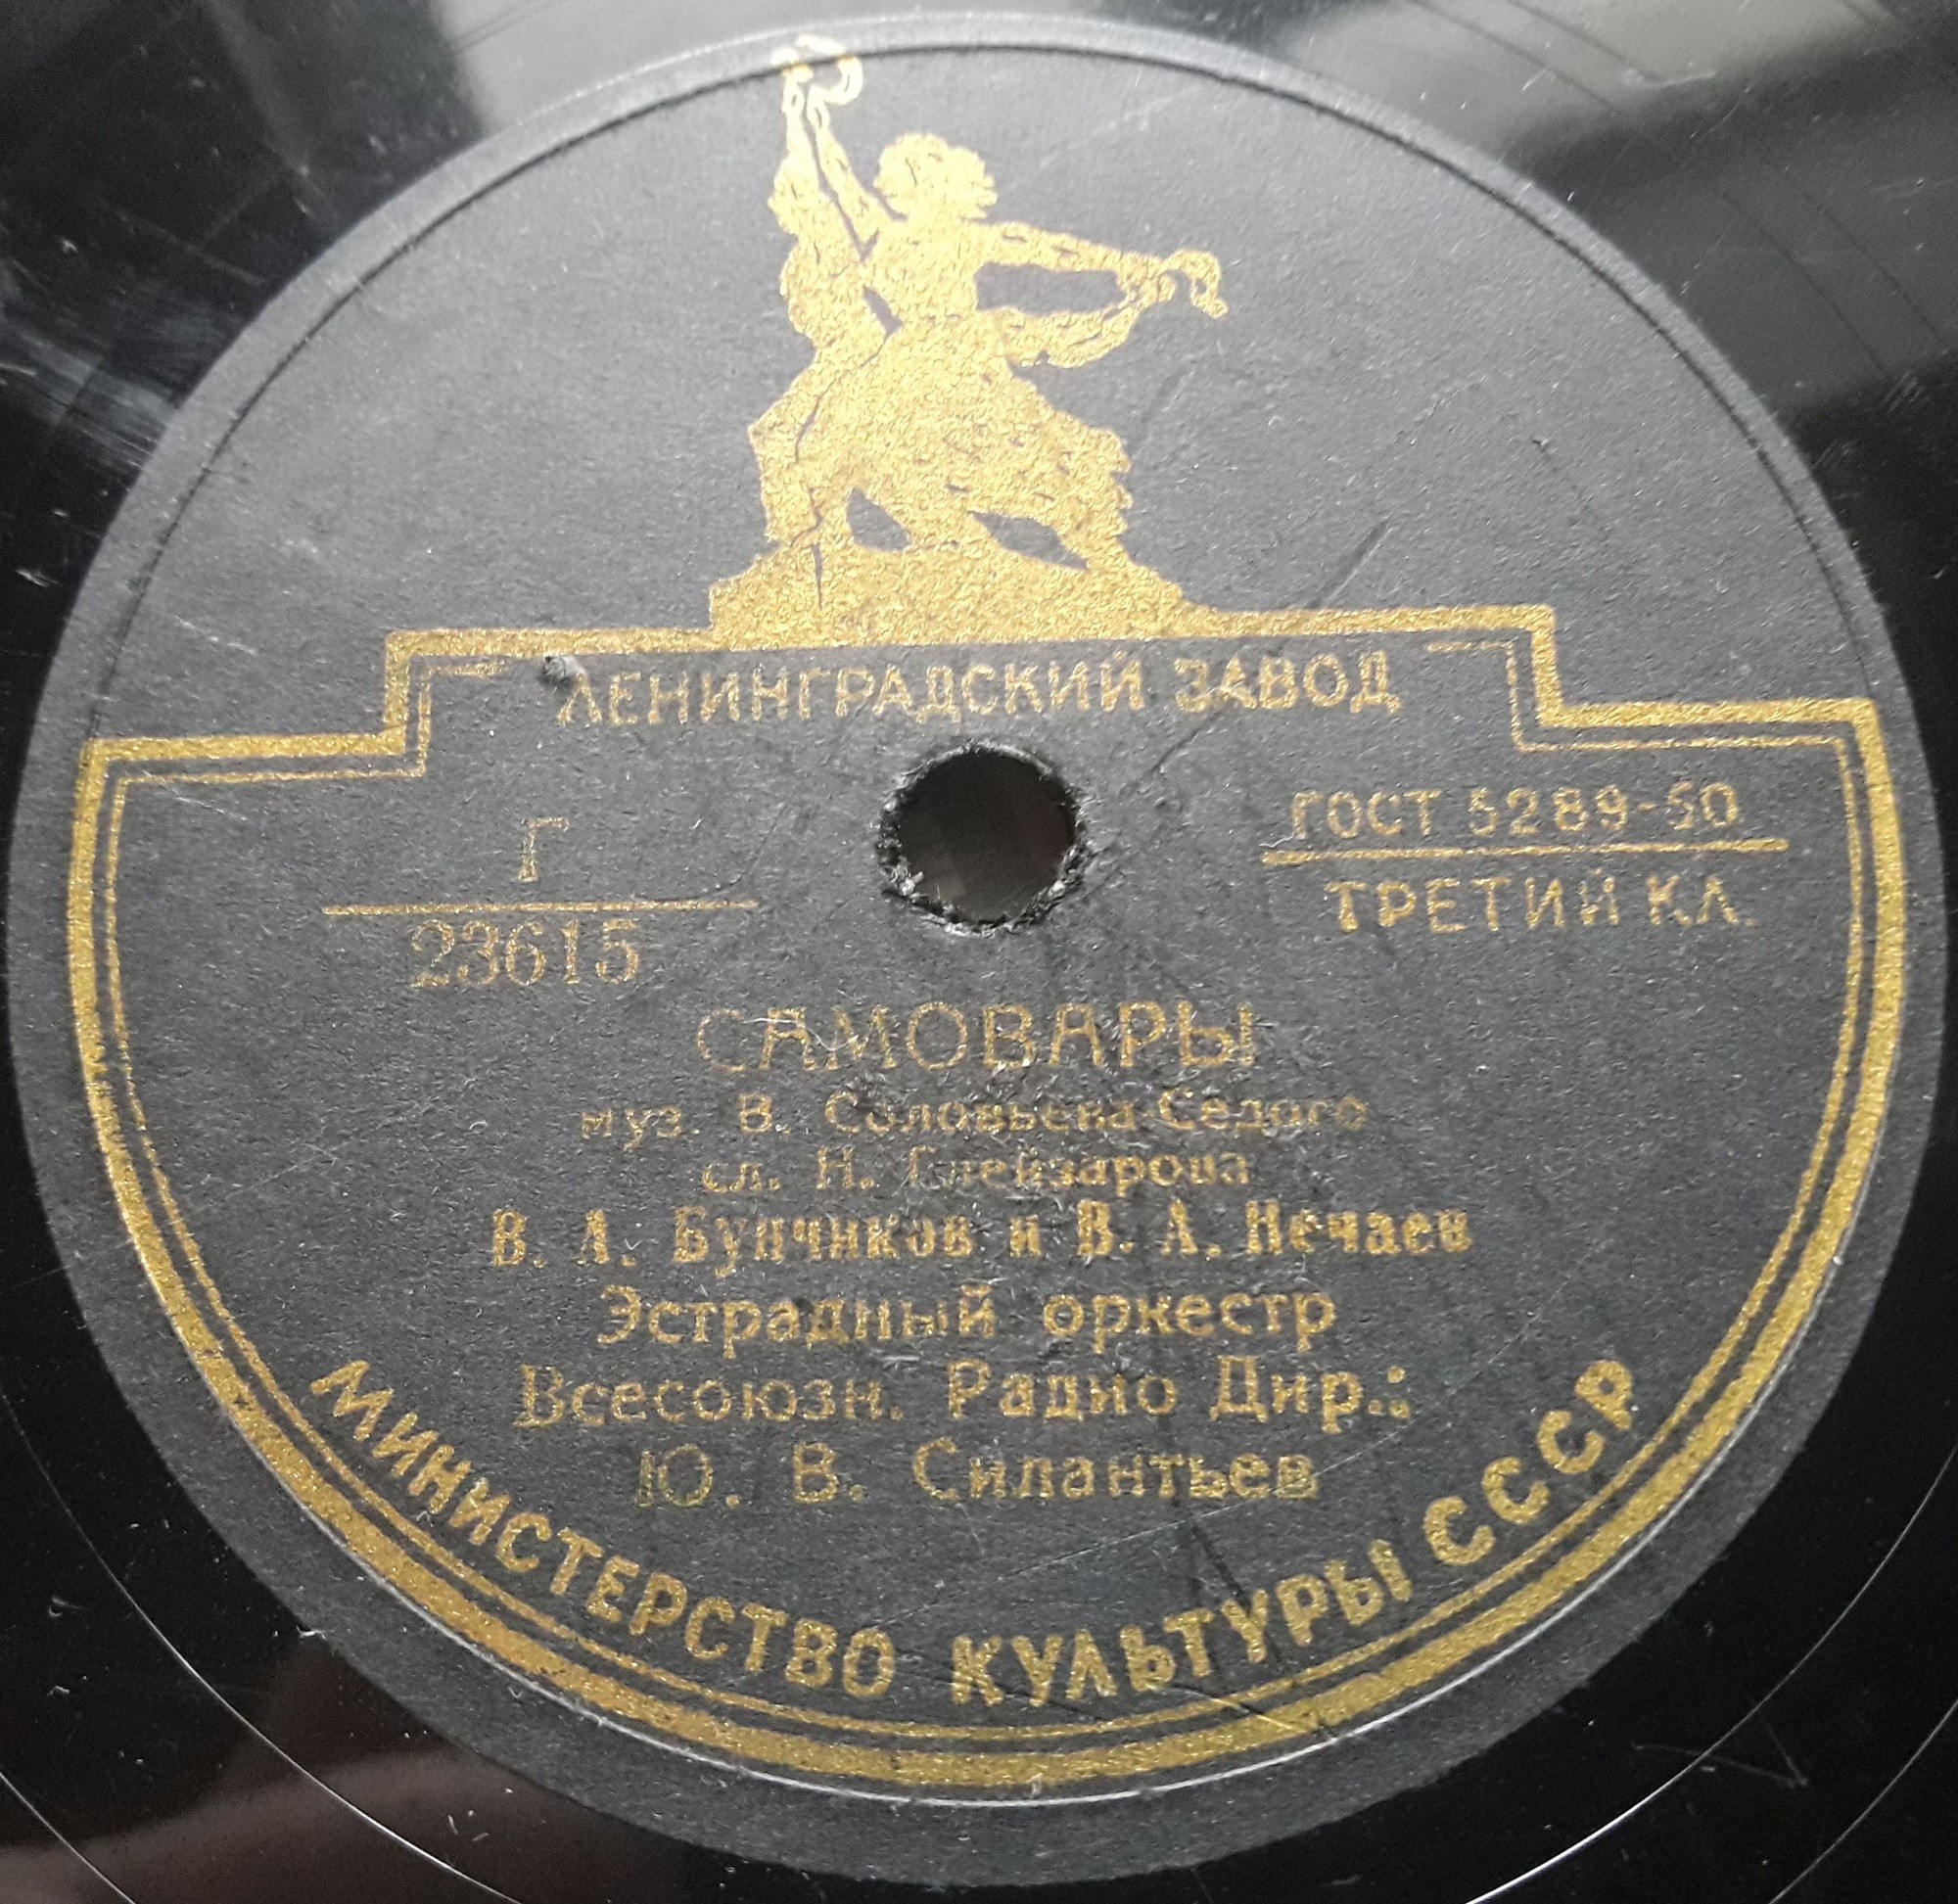 ЛЕНИНГРАДСКИЙ ЗАВОД
Г
23615
ГОСТ 5289-50
ТРЕТИЙ КЛ.
САМОВАРЫ
муз. В. Соловьева-Седого
сл. Н. Глейзарова
В. А. Бунчиков и В. А. Нечаев
Эстрадный оркестр
Всесоюзн. Радио Дир.:
Ю. В. Силантьев
МИНИСТЕРСТВО КУЛЬТУРЫ СССР